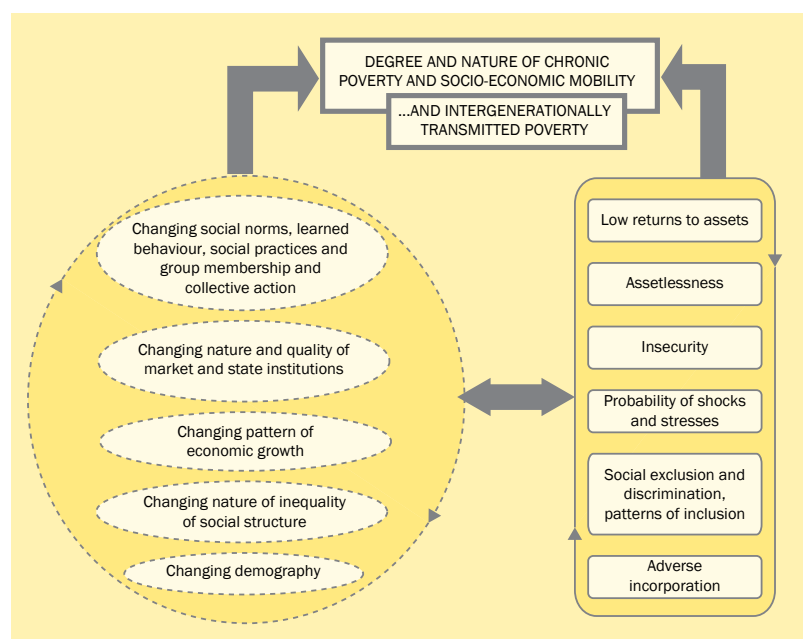 DEGREE AND NATURE OF CHRONIC
POVERTY AND SOCIO-ECONOMIC MOBILITY
...AND INTERGENERATIONALLY
TRANSMITTED POVERTY
Changing social norms, learned
behaviour, social practices and
group membership and
collective action
Changing nature and quality of
market and state institutions
Changing pattern of
economic growth
Changing nature of inequality
of social structure
Changing demography
Low returns to assets
Assetlessness
Insecurity
Probability of shocks
and stresses
Social exclusion and
discrimination,
patterns of inclusion
Adverse
incorporation